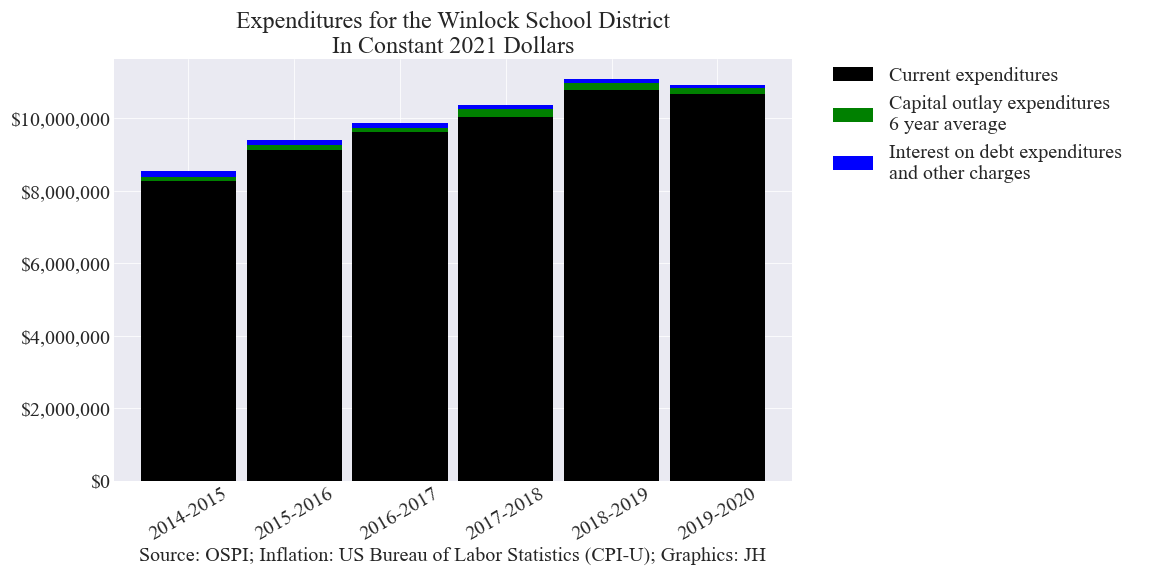 Expenditures for the Winlock School District
In Constant 2021 Dollars
$10,000,000
$8,000,000
$6,000,000
$4,000,000
$2,000,000
$0
2014-2015
2015-2016
2016-2017
2017-2018
2018-2019
2019-2020
Source: OSPI; Inflation: US Bureau of Labor Statistics (CPI-U); Graphics: JH
Current expenditures
Capital outlay expenditures
6 year average
Interest on debt expenditures
and other charges